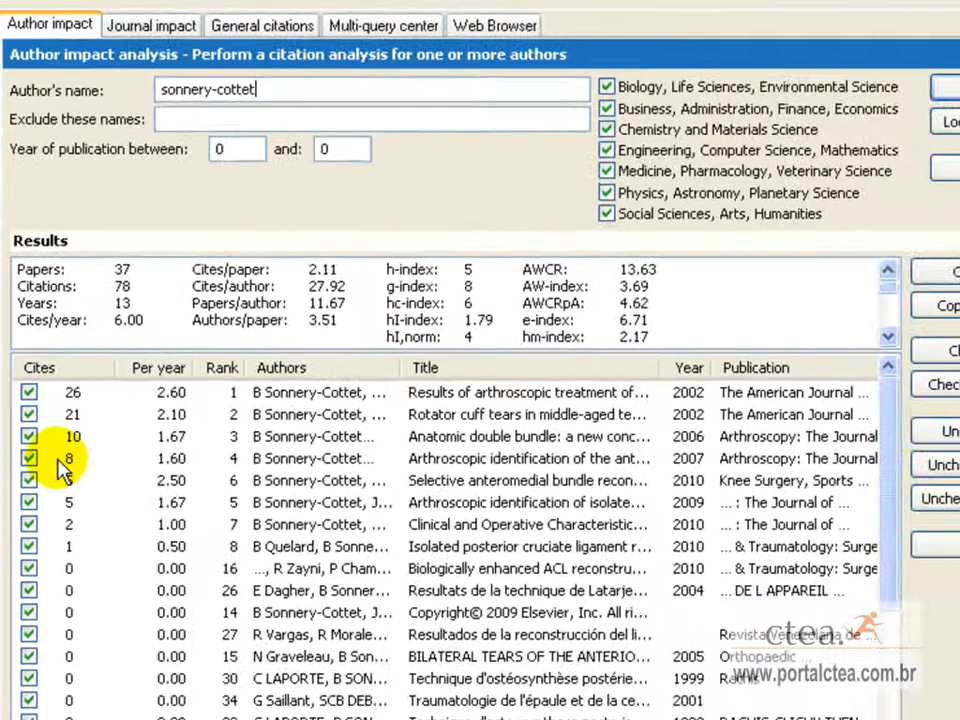 Author impact Journal impact General citations Multi-query center Web Browser
Author impact analysis - Perform a citation analysis for one or more authors
Author's name: sonnery-cottet
Exclude these names:
Year of publication between: 0 and: 0
Biology, Life Sciences, Environmental Science
Business, Administration, Finance, Economics
Chemistry and Materials Science
Engineering, Computer Science, Mathematics
Medicine, Pharmacology, Veterinary Science
Physics, Astronomy, Planetary Science
Social Sciences, Arts, Humanities
Loo
Results
Papers: 37 Cites/paper: 2.11 h-index: 5 AWCR: 13.63
Citations: 78 Cites/author: 27.92 g-index: 8 AW-index: 3.69
Years: 13 Papers/author: 11.67 hc-index: 6 AWCRpA: 4.62
Cites/year: 6.00 Authors/paper: 3.51 hI-index: 1.79 e-index: 6.71
hI,norm: 4 hm-index: 2.17
C
Cop
Ch
Check
Un
Unch
Unche
Cites Per year Rank Authors Title Year Publication
26 2.60 1 B Sonnery-Cottet, ... Results of arthroscopic treatment of... 2002 The American Journal ...
21 2.10 2 B Sonnery-Cottet, ... Rotator cuff tears in middle-aged te... 2002 The American Journal ...
10 1.67 3 B Sonnery-Cottet... Anatomic double bundle: a new conc... 2006 Arthroscopy: The Journal
8 1.60 4 B Sonnery-Cottet... Arthroscopic identification of the ant... 2007 Arthroscopy: The Journal
5 2.50 6 B Sonnery-Cottet, ... Selective anteromedial bundle recon... 2010 Knee Surgery, Sports ...
5 1.67 5 B Sonnery-Cottet, J... Arthroscopic identification of isolate... 2009 ... : The Journal of ...
2 1.00 7 B Sonnery-Cottet, ... Clinical and Operative Characteristic... 2010 ... : The Journal of ...
1 0.50 8 B Quelard, B Sonne... Isolated posterior cruciate ligament r... 2010 ... & Traumatology: Surge
0 0.00 16 ..., R Zayni, P Cham... Biologically enhanced ACL reconstru... 2010 ... & Traumatology: Surge
0 0.00 26 E Dagher, B Sonner... Resultats de la technique de Latarje... 2004 ... DE L APPAREIL ...
0 0.00 14 B Sonnery-Cottet, J... Copyright© 2009 Elsevier, Inc. All ri...
0 0.00 27 R Vargas, R Morale... Resultados de la reconstrucción del li... Revista Venezolana de ...
0 0.00 15 N Graveleau, B Son... BILATERAL TEARS OF THE ANTERIO... 2005 Orthopaedic ...
0 0.00 30 C LAPORTE, B SON... Technique d'ostéosynthèse postérie... 1999 Rachis
0 0.00 34 G Saillant, SCB DEB... Traumatologie de l'épaule et de la ce... 2001
ctea.
www.portalctea.com.br